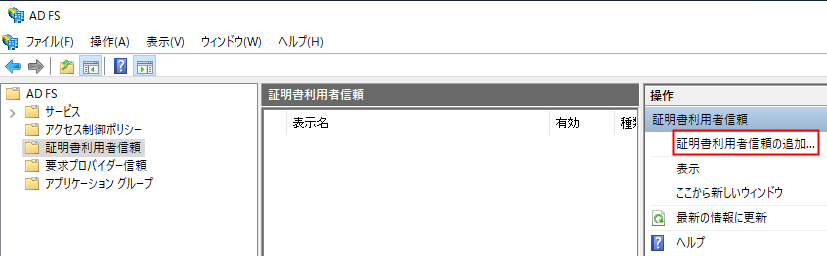 AD FS
ファイル(F) 操作(A) 表示(V) ウィンドウ(W) ヘルプ(H)
AD FS
サービス
アクセス制御ポリシー
証明書利用者信頼
要求プロバイダー信頼
アプリケーション グループ
証明書利用者信頼
表示名 有効 種類
操作
証明書利用者信頼
証明書利用者信頼の追加...
表示
ここから新しいウィンドウ
最新の情報に更新
ヘルプ